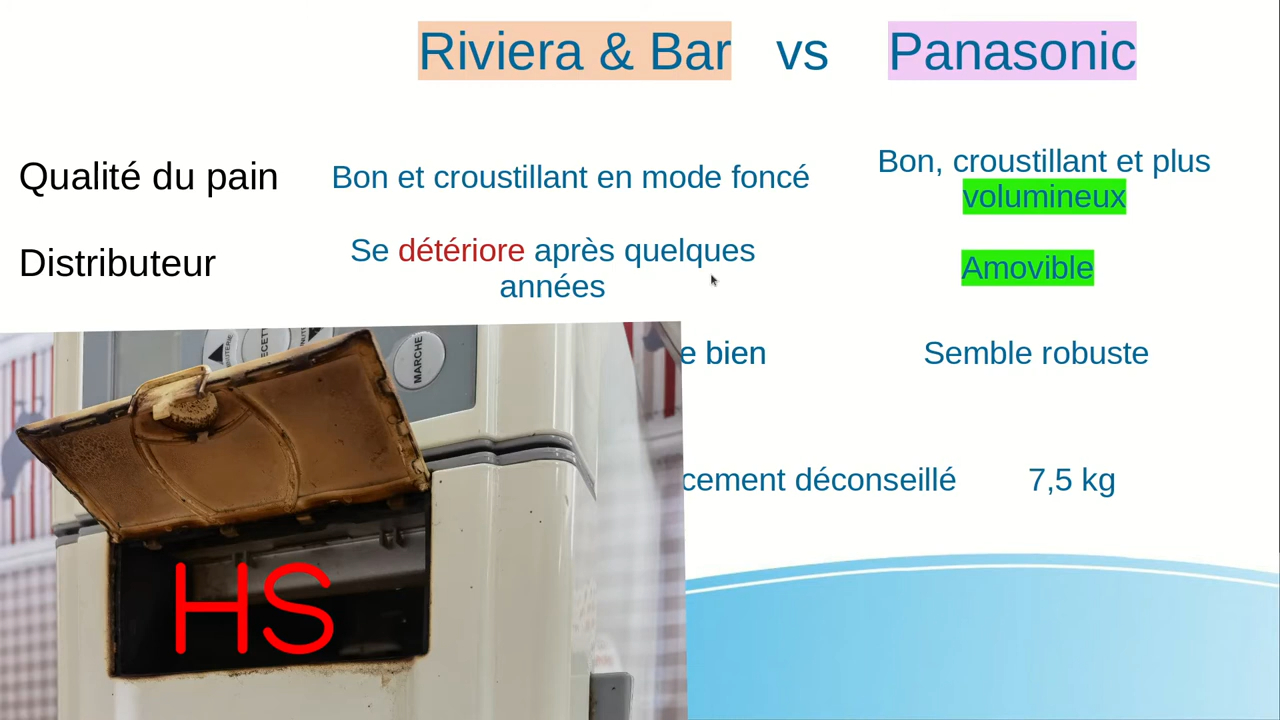 Riviera & Bar vs Panasonic
Qualité du pain
Bon et croustillant en mode foncé
Bon, croustillant et plus
volumineux
Distributeur
Se détériore après quelques
années
Amovible
e bien
Semble robuste
cement déconseillé
7,5 kg
MARCHE
HS